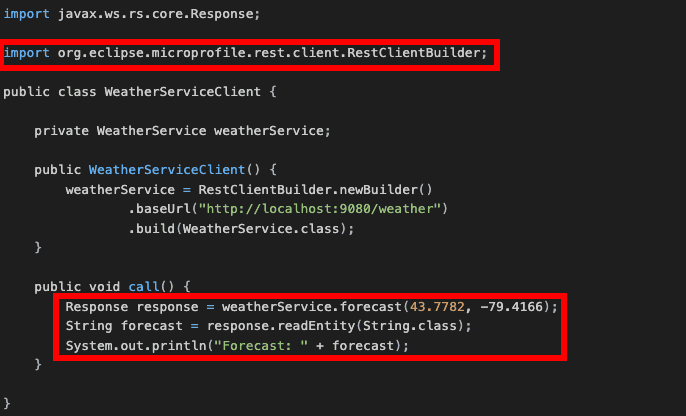 import javax.ws.rs.core.Response;
import org.eclipse.microprofile.rest.client.RestClientBuilder;
public class WeatherServiceClient {
private WeatherService weatherService;
public WeatherServiceClient() {
weatherService = RestClientBuilder.newBuilder()
.baseUrl("http://localhost:9080/weather")
.build(WeatherService.class);
}
public void call() {
Response response = weatherService.forecast(43.7782, -79.4166);
String forecast = response.readEntity(String.class);
System.out.println("Forecast: " + forecast);
}
}